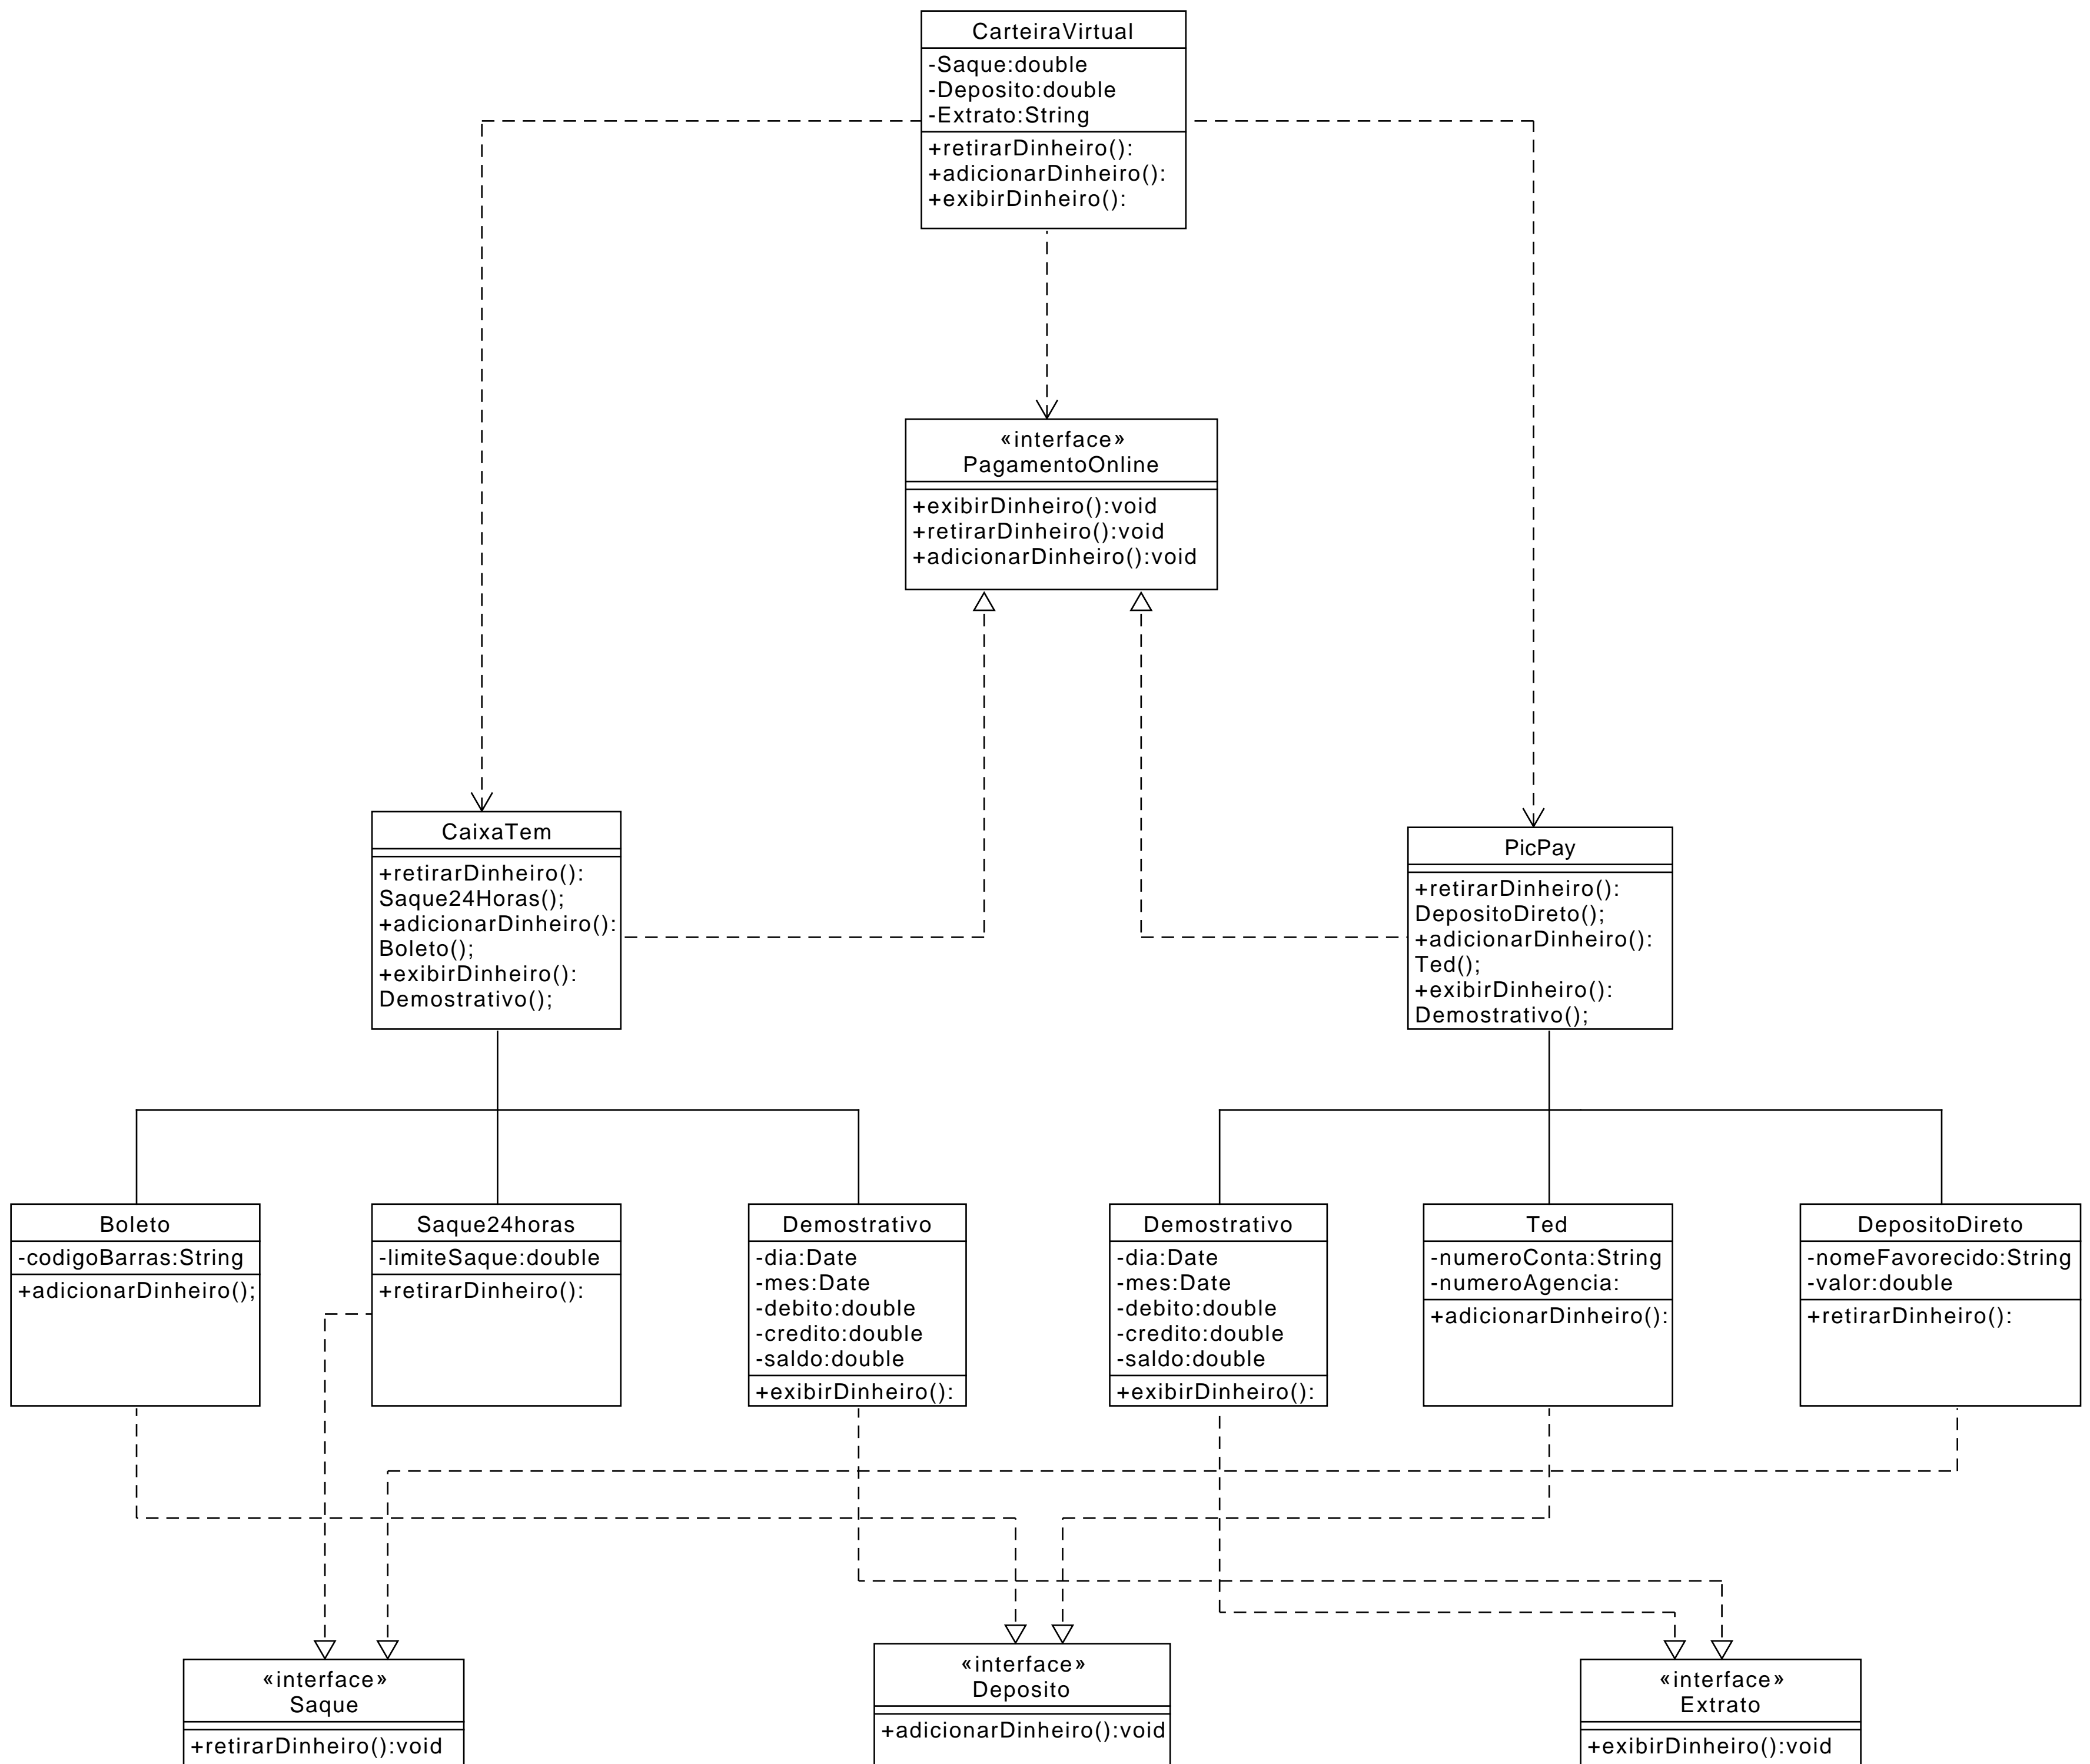 CarteiraVirtual
-Saque:double
-Deposito:double
-Extrato:String
+retirarDinheiro():
+adicionarDinheiro():
+exibirDinheiro():
«interface»
PagamentoOnline
+exibirDinheiro():void
+retirarDinheiro():void
+adicionarDinheiro():void
CaixaTem
+retirarDinheiro():
Saque24Horas();
+adicionarDinheiro():
Boleto();
+exibirDinheiro():
Demostrativo();
PicPay
+retirarDinheiro():
DepositoDireto();
+adicionarDinheiro():
Ted();
+exibirDinheiro():
Demostrativo();
Boleto
-codigoBarras:String
+adicionarDinheiro();
Saque24horas
-limiteSaque:double
+retirarDinheiro():
Demostrativo
-dia:Date
-mes:Date
-debito:double
-credito:double
-saldo:double
+exibirDinheiro():
Demostrativo
-dia:Date
-mes:Date
-debito:double
-credito:double
-saldo:double
+exibirDinheiro():
Ted
-numeroConta:String
-numeroAgencia:
+adicionarDinheiro():
DepositoDireto
-nomeFavorecido:String
-valor:double
+retirarDinheiro():
«interface»
Saque
+retirarDinheiro():void
«interface»
Deposito
+adicionarDinheiro():void
«interface»
Extrato
+exibirDinheiro():void